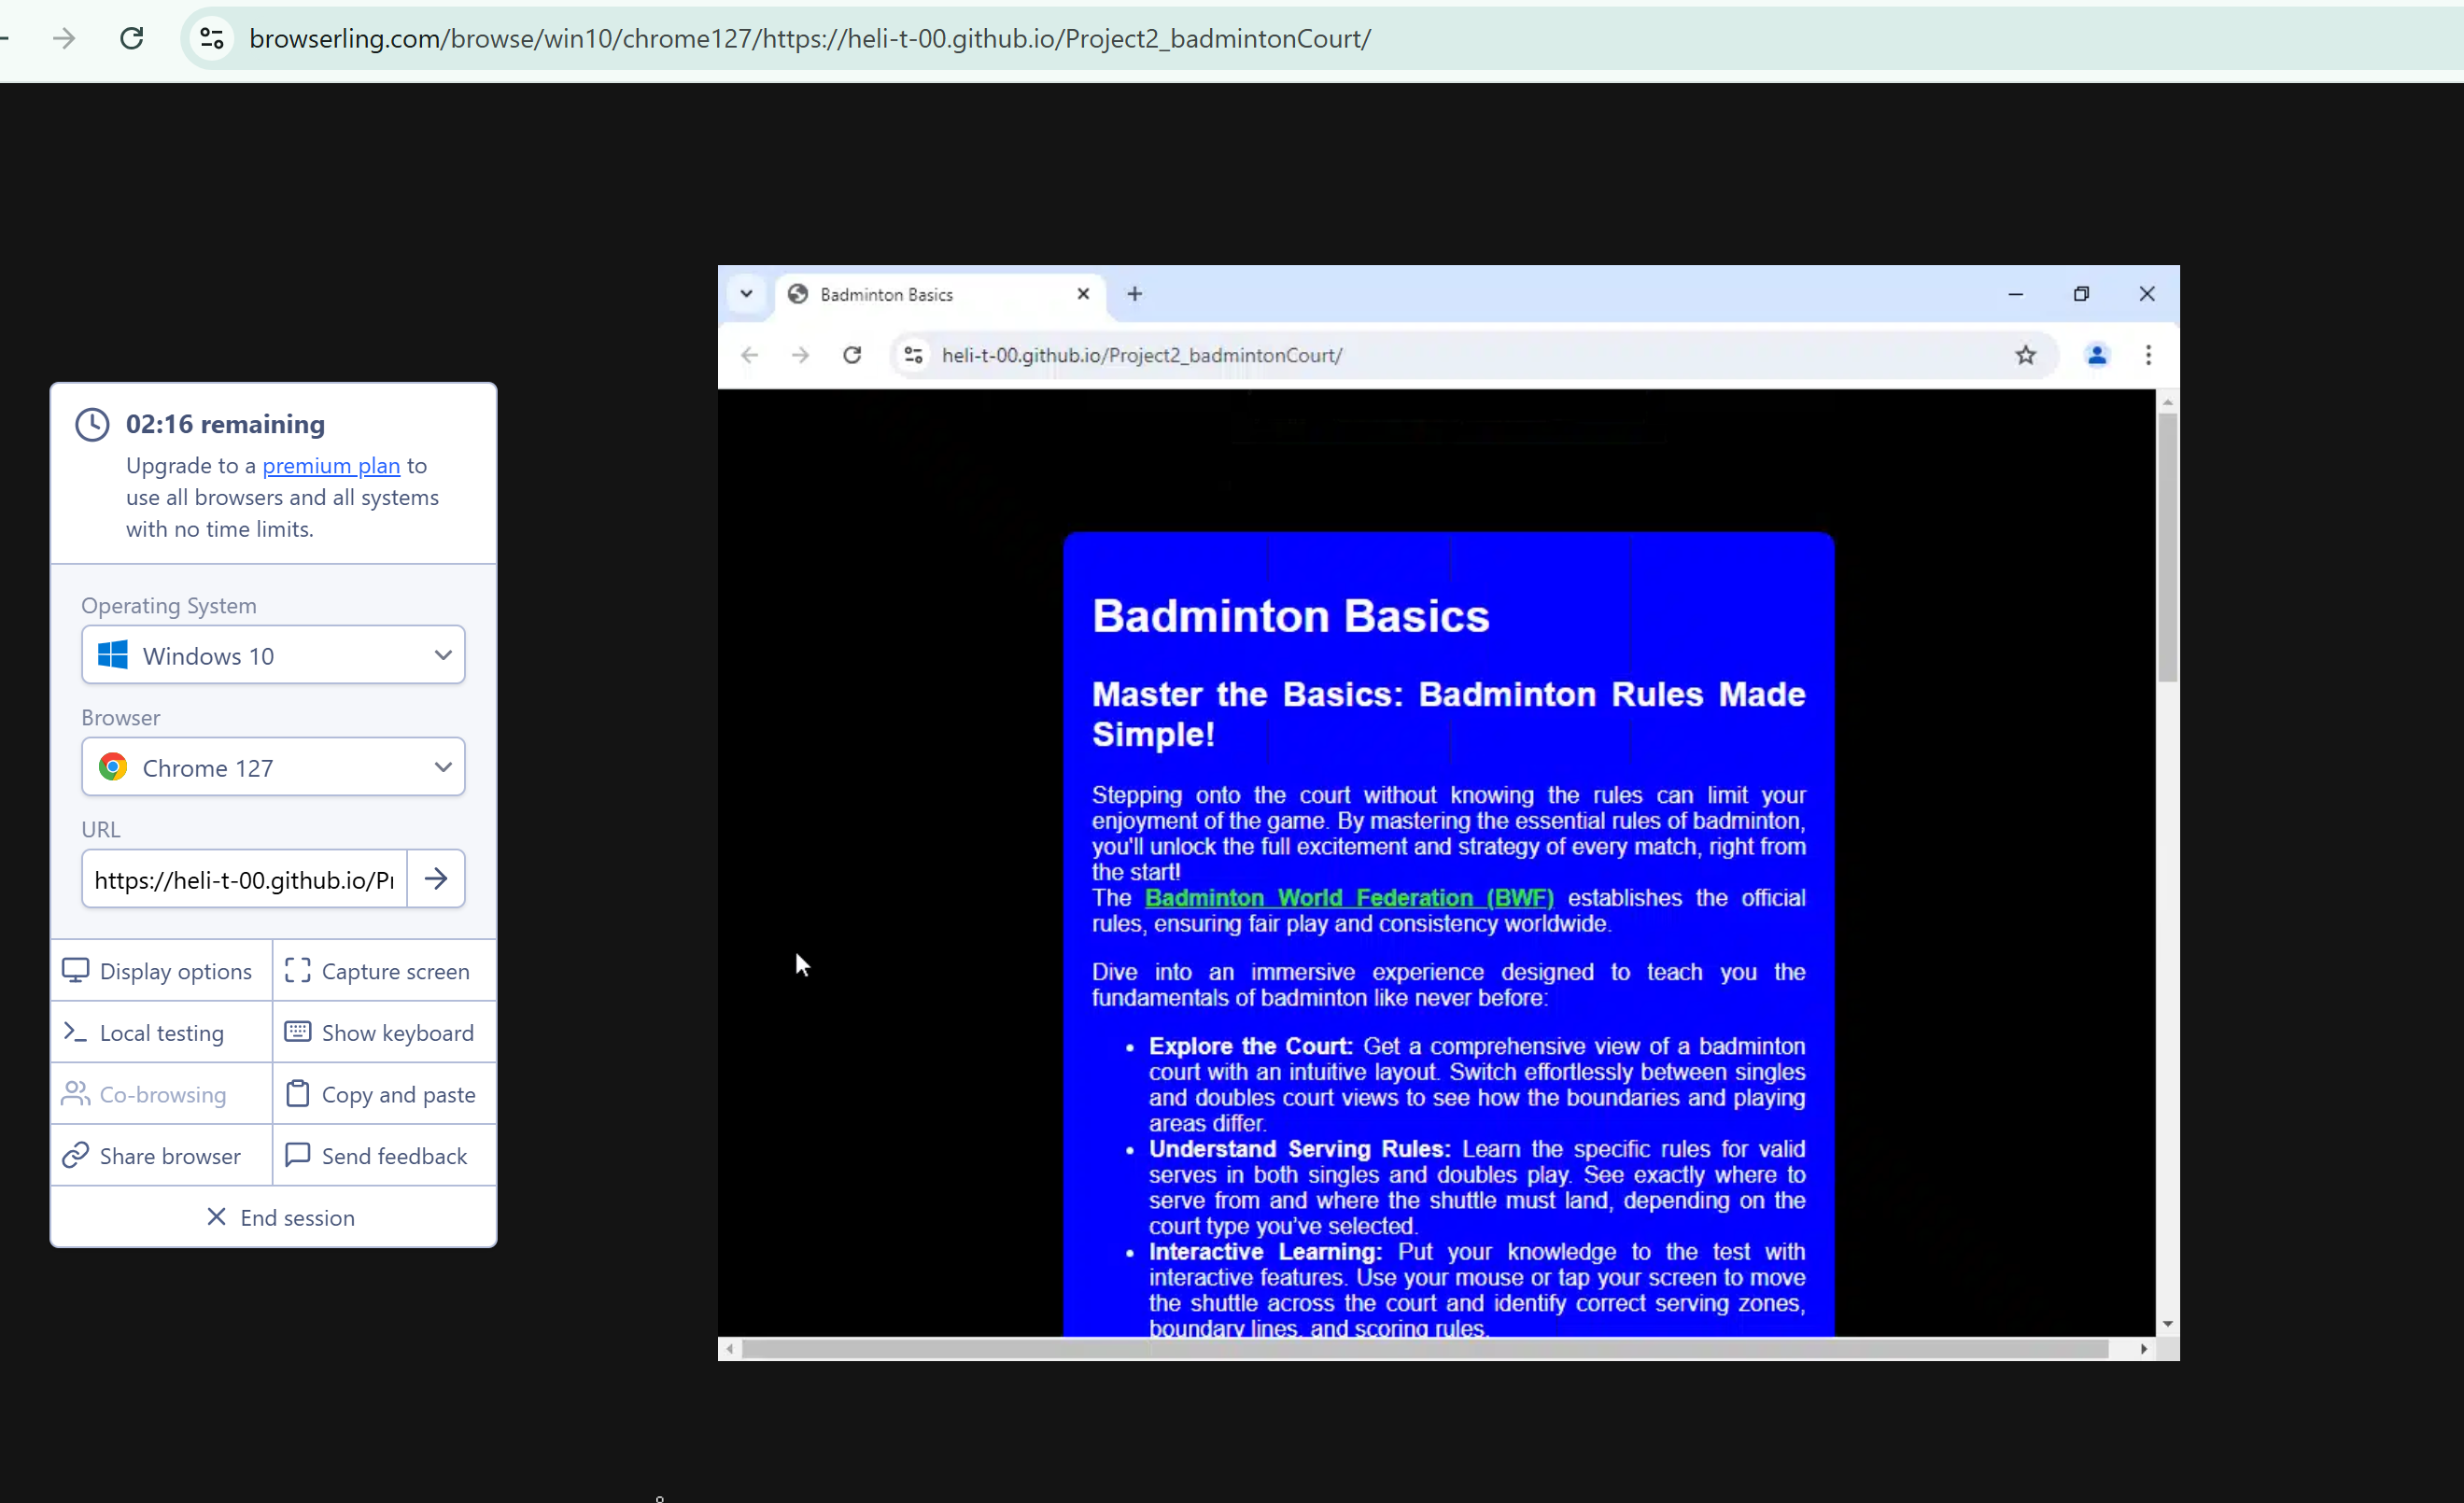 browserling.com/browse/win10/chrome127/https://heli-t-00.github.io/Project2_badmintonCourt/
02:16 remaining
Upgrade to a premium plan to
use all browsers and all systems
with no time limits.
Operating System
Windows 10
Browser
Chrome 127
URL
https://heli-t-00.github.io/Pr
Display options
Capture screen
Local testing
Show keyboard
Co-browsing
Copy and paste
Share browser
Send feedback
End session
Badminton Basics
heli-t-00.github.io/Project2_badmintonCourt/
Badminton Basics
Master the Basics: Badminton Rules Made
Simple!
Stepping onto the court without knowing the rules can limit your
enjoyment of the game. By mastering the essential rules of badminton,
you'll unlock the full excitement and strategy of every match, right from
the start!
The Badminton World Federation (BWF) establishes the official
rules, ensuring fair play and consistency worldwide.
Dive into an immersive experience designed to teach you the
fundamentals of badminton like never before:
• Explore the Court: Get a comprehensive view of a badminton
court with an intuitive layout. Switch effortlessly between singles
and doubles court views to see how the boundaries and playing
areas differ.
• Understand Serving Rules: Learn the specific rules for valid
serves in both singles and doubles play. See exactly where to
serve from and where the shuttle must land, depending on the
court type you've selected.
• Interactive Learning: Put your knowledge to the test with
interactive features. Use your mouse or tap your screen to move
the shuttle across the court and identify correct serving zones,
boundary lines, and scoring rules.